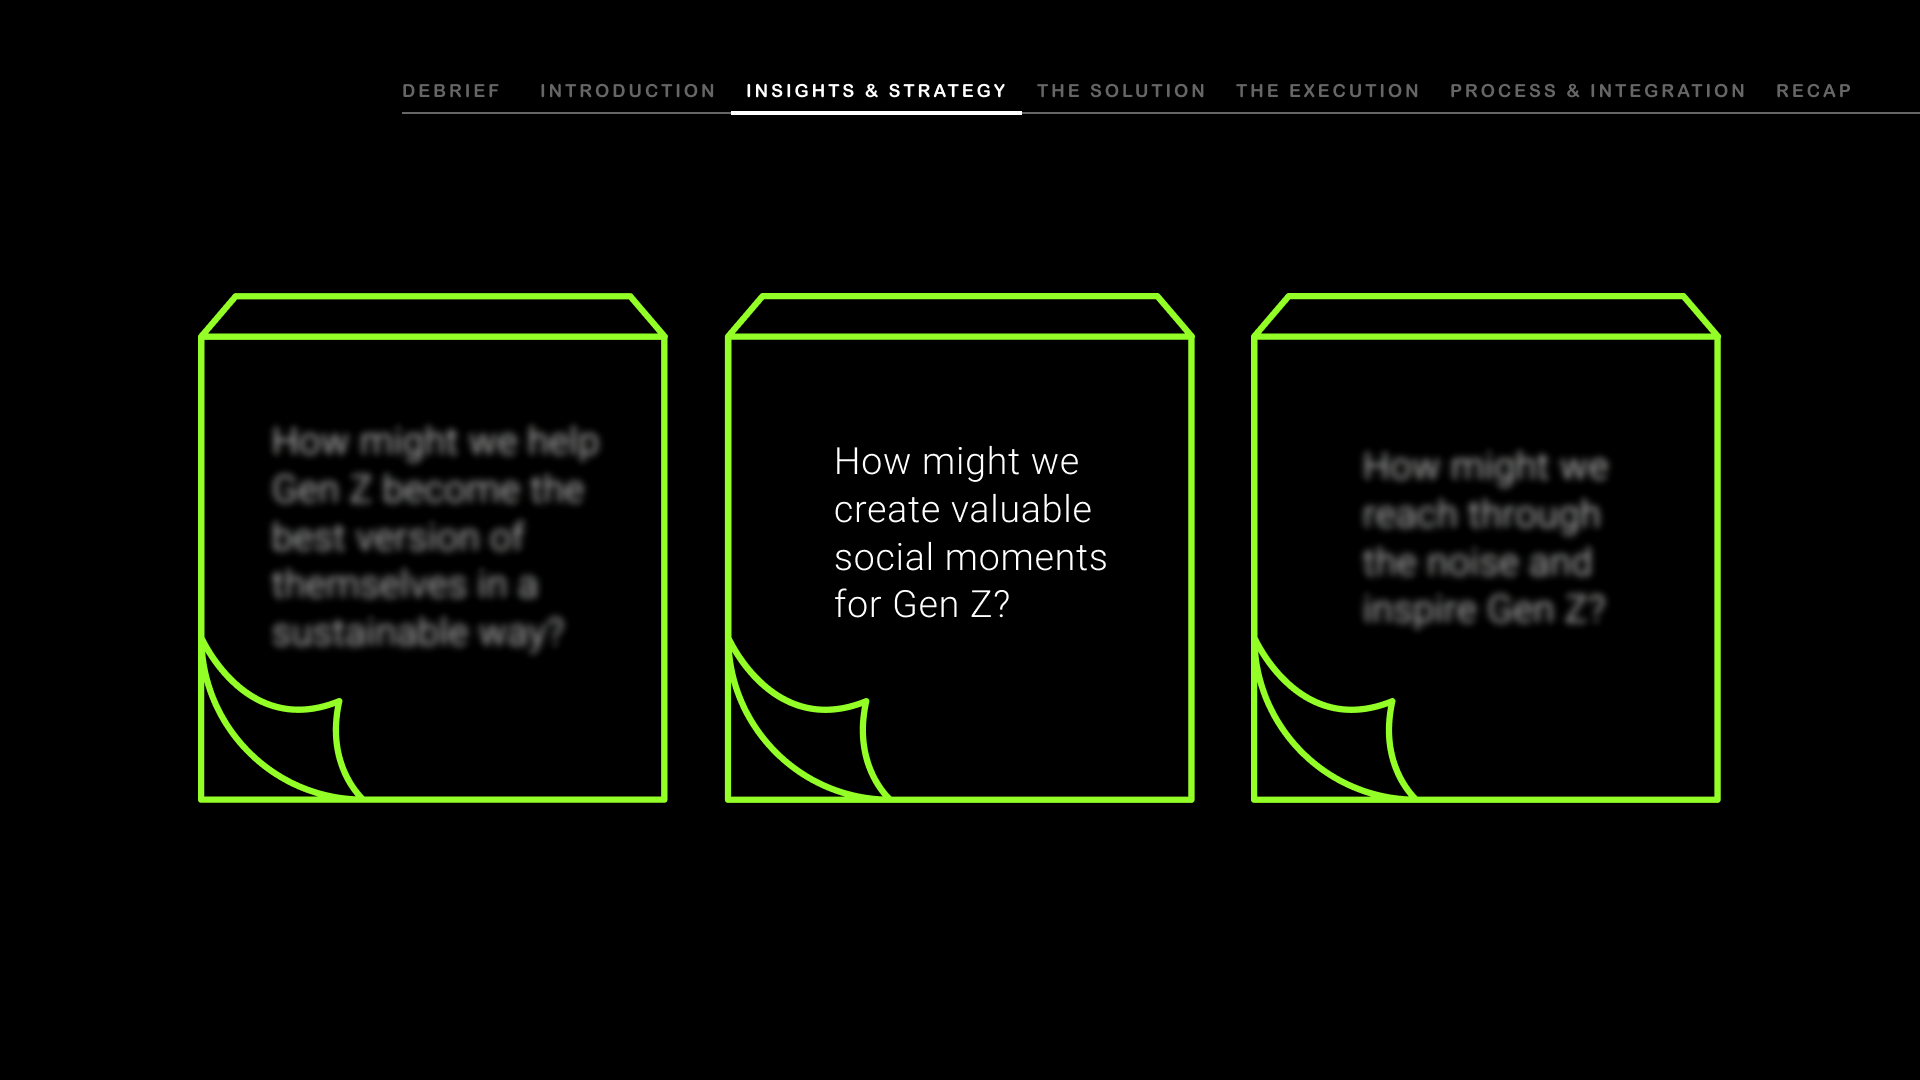 DEBRIEF INTRODUCTION INSIGHTS & STRATEGY THE SOLUTION THE EXECUTION PROCESS & INTEGRATION RECAP
How might we help
Gen Z become the
best version of
themselves in a
sustainable way?
How might we
create valuable
social moments
for Gen Z?
How might we
reach through
the noise and
inspire Gen Z?